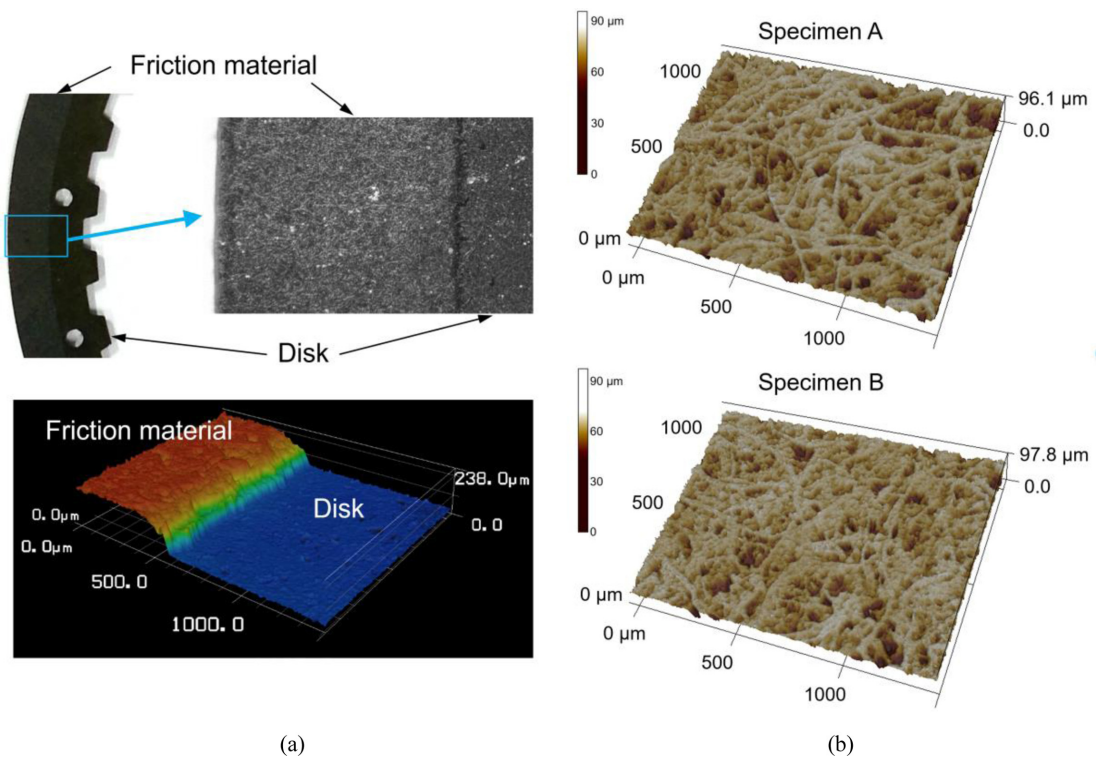 Friction material
Disk
Friction material
Disk
238.0μm
0.0
0.0μm
0.0μm
500.0
1000.0
(a)
90 μm
60
30
0
Specimen A
1000
500
0 μm
0 μm
500
1000
96.1 μm
0.0
90 μm
60
30
0
Specimen B
1000
500
0 μm
0 μm
500
1000
97.8 μm
0.0
(b)